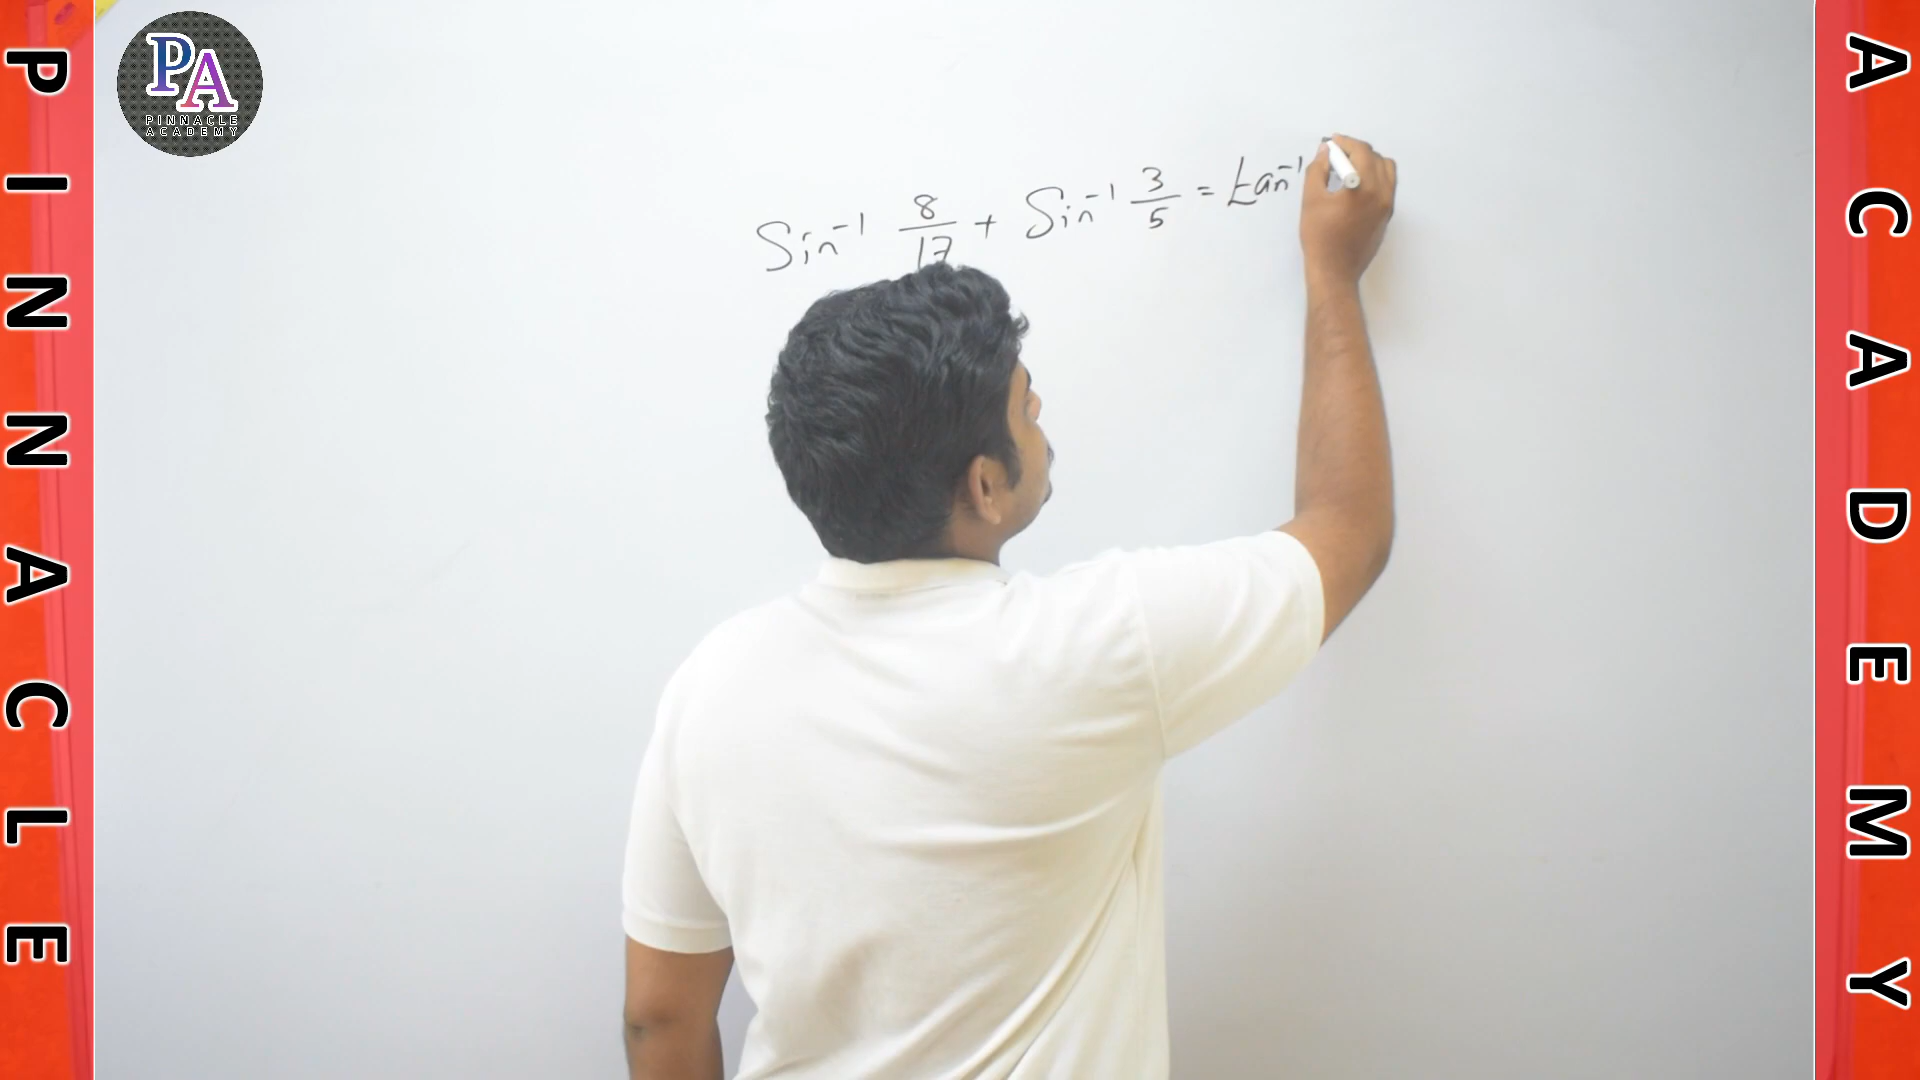 PINNACLE
PA
PINNACLE
ACADEMY
Sin⁻¹ 8/17 + Sin⁻¹ 3/5 = tan⁻¹
ACADEMY